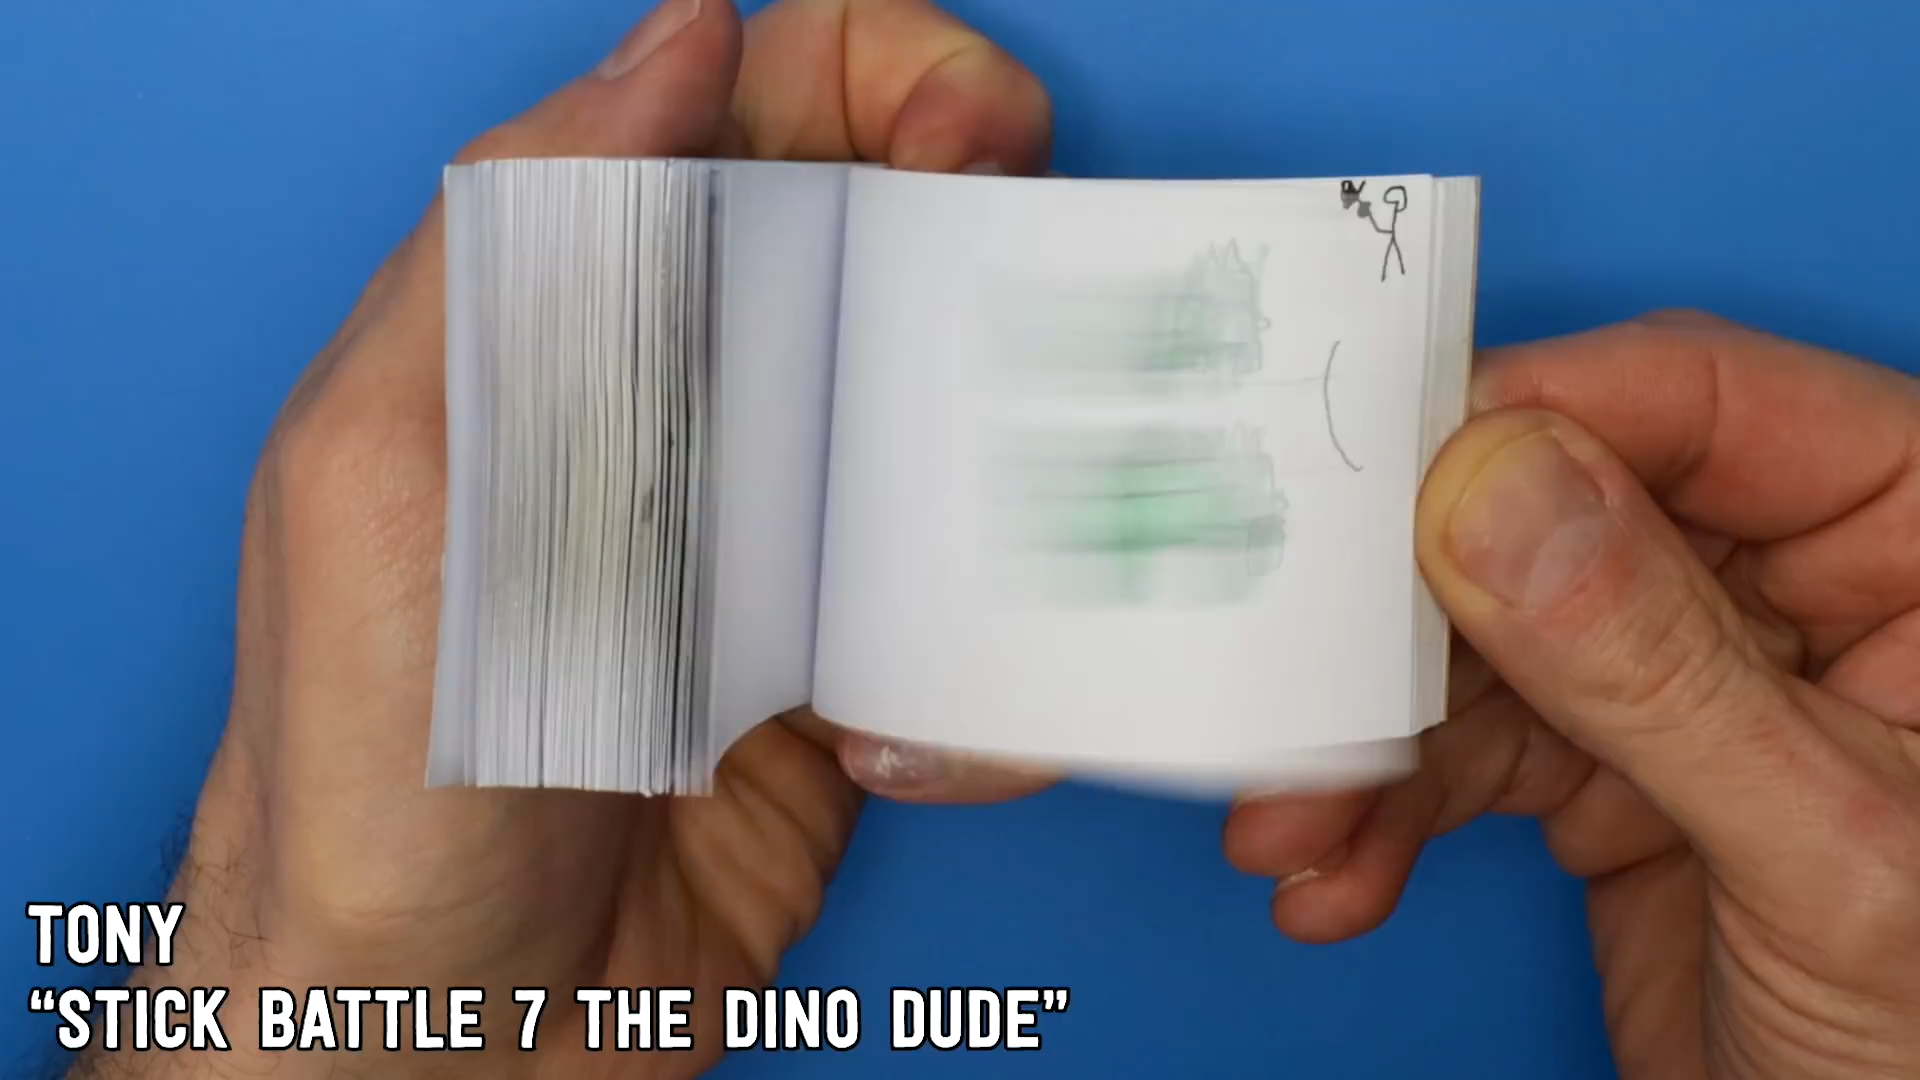 TONY
“STICK BATTLE 7 THE DINO DUDE”